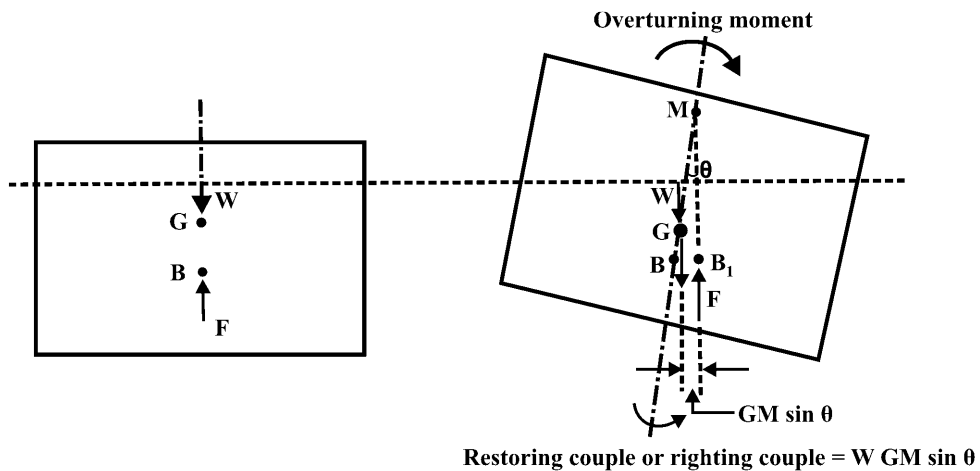 Overturning moment
M
θ
W
W
G
G
B
B
B₁
F
F
GM sin θ
Restoring couple or righting couple = W GM sin θ